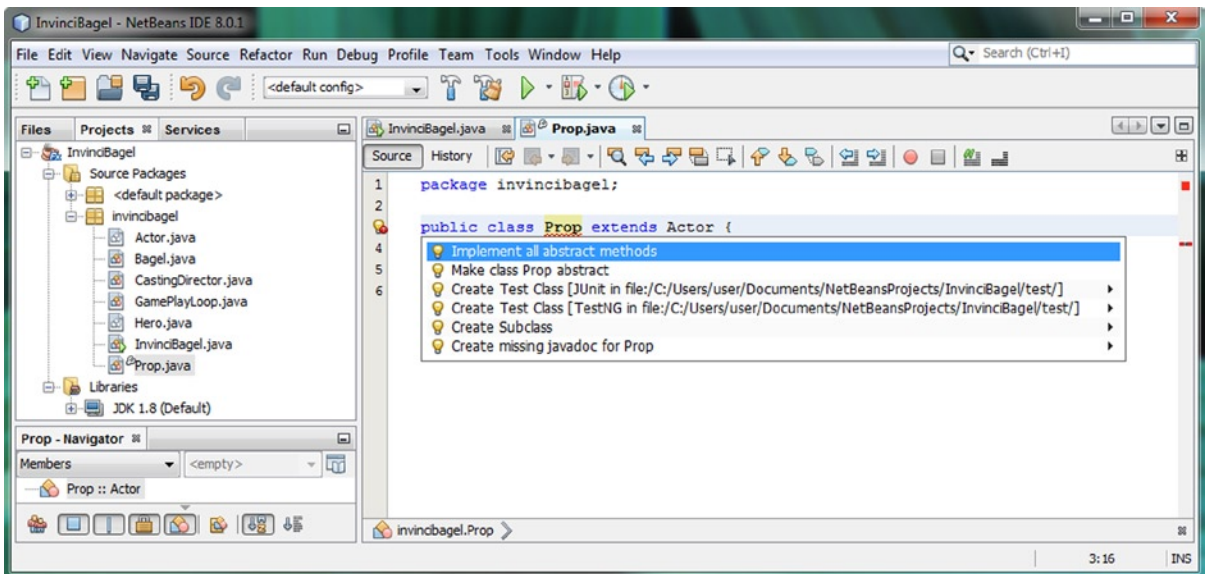 InvinciBagel - NetBeans IDE 8.0.1
File Edit View Navigate Source Refactor Run Debug Profile Team Tools Window Help
Search (Ctrl+I)
<default config>
Files Projects Services
InvinciBagel
Source Packages
<default package>
invincibagel
Actor.java
Bagel.java
CastingDirector.java
GamePlayLoop.java
Hero.java
InvinciBagel.java
Prop.java
Libraries
JDK 1.8 (Default)
Prop - Navigator
Members <empty>
Prop :: Actor
InvinciBagel.java Prop.java
Source History
1 package invincibagel;
2
public class Prop extends Actor {
4
5
6
Implement all abstract methods
Make class Prop abstract
Create Test Class [JUnit in file:/C:/Users/user/Documents/NetBeansProjects/InvinciBagel/test/]
Create Test Class [TestNG in file:/C:/Users/user/Documents/NetBeansProjects/InvinciBagel/test/]
Create Subclass
Create missing javadoc for Prop
invincibagel.Prop
3:16 INS